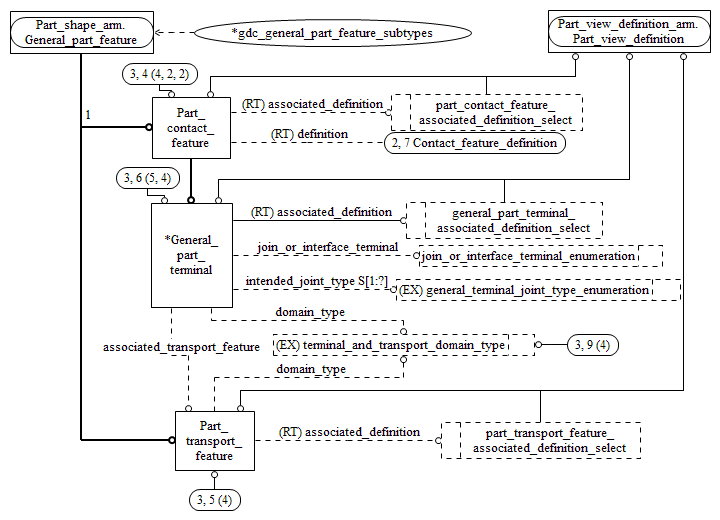 Part_shape_arm.
General_part_feature
*gdc_general_part_feature_subtypes
Part_view_definition_arm.
Part_view_definition
3, 4 (4, 2, 2)
1
Part_
contact_
feature
(RT) associated_definition
part_contact_feature_
associated_definition_select
(RT) definition
2, 7 Contact_feature_definition
3, 6 (5, 4)
*General_
part_
terminal
(RT) associated_definition
general_part_terminal_
associated_definition_select
join_or_interface_terminal
join_or_interface_terminal_enumeration
intended_joint_type S[1:?]
(EX) general_terminal_joint_type_enumeration
domain_type
associated_transport_feature
(EX) terminal_and_transport_domain_type
3, 9 (4)
domain_type
Part_
transport_
feature
(RT) associated_definition
part_transport_feature_
associated_definition_select
3, 5 (4)